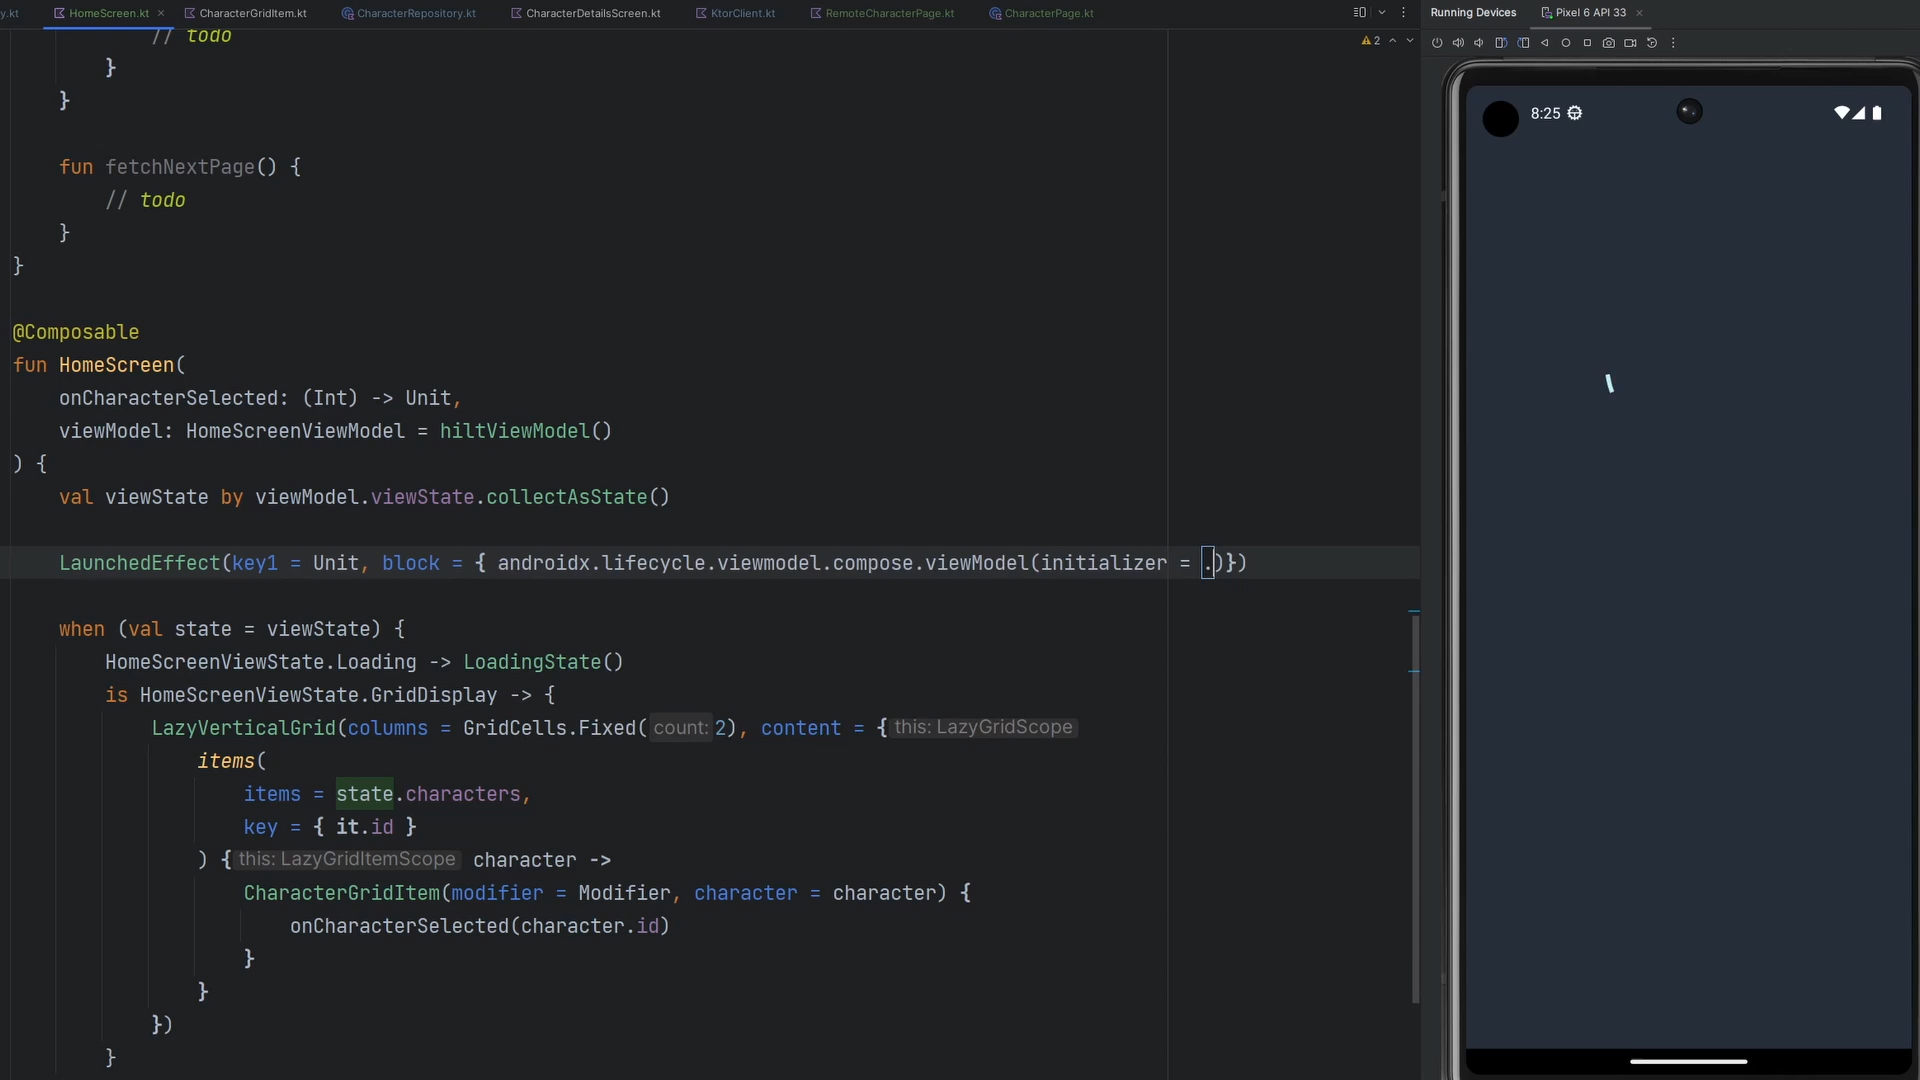 y.kt HomeScreen.kt CharacterGridItem.kt CharacterRepository.kt CharacterDetailsScreen.kt KtorClient.kt RemoteCharacterPage.kt CharacterPage.kt
Running Devices Pixel 6 API 33
2
// todo
}
}
fun fetchNextPage() {
// todo
}
}
@Composable
fun HomeScreen(
onCharacterSelected: (Int) -> Unit,
viewModel: HomeScreenViewModel = hiltViewModel()
) {
val viewState by viewModel.viewState.collectAsState()
LaunchedEffect(key1 = Unit, block = { androidx.lifecycle.viewmodel.compose.viewModel(initializer = .)})
when (val state = viewState) {
HomeScreenViewState.Loading -> LoadingState()
is HomeScreenViewState.GridDisplay -> {
LazyVerticalGrid(columns = GridCells.Fixed( count: 2), content = { this: LazyGridScope
items(
items = state.characters,
key = { it.id }
) { this: LazyGridItemScope character ->
CharacterGridItem(modifier = Modifier, character = character) {
onCharacterSelected(character.id)
}
}
})
}
8:25